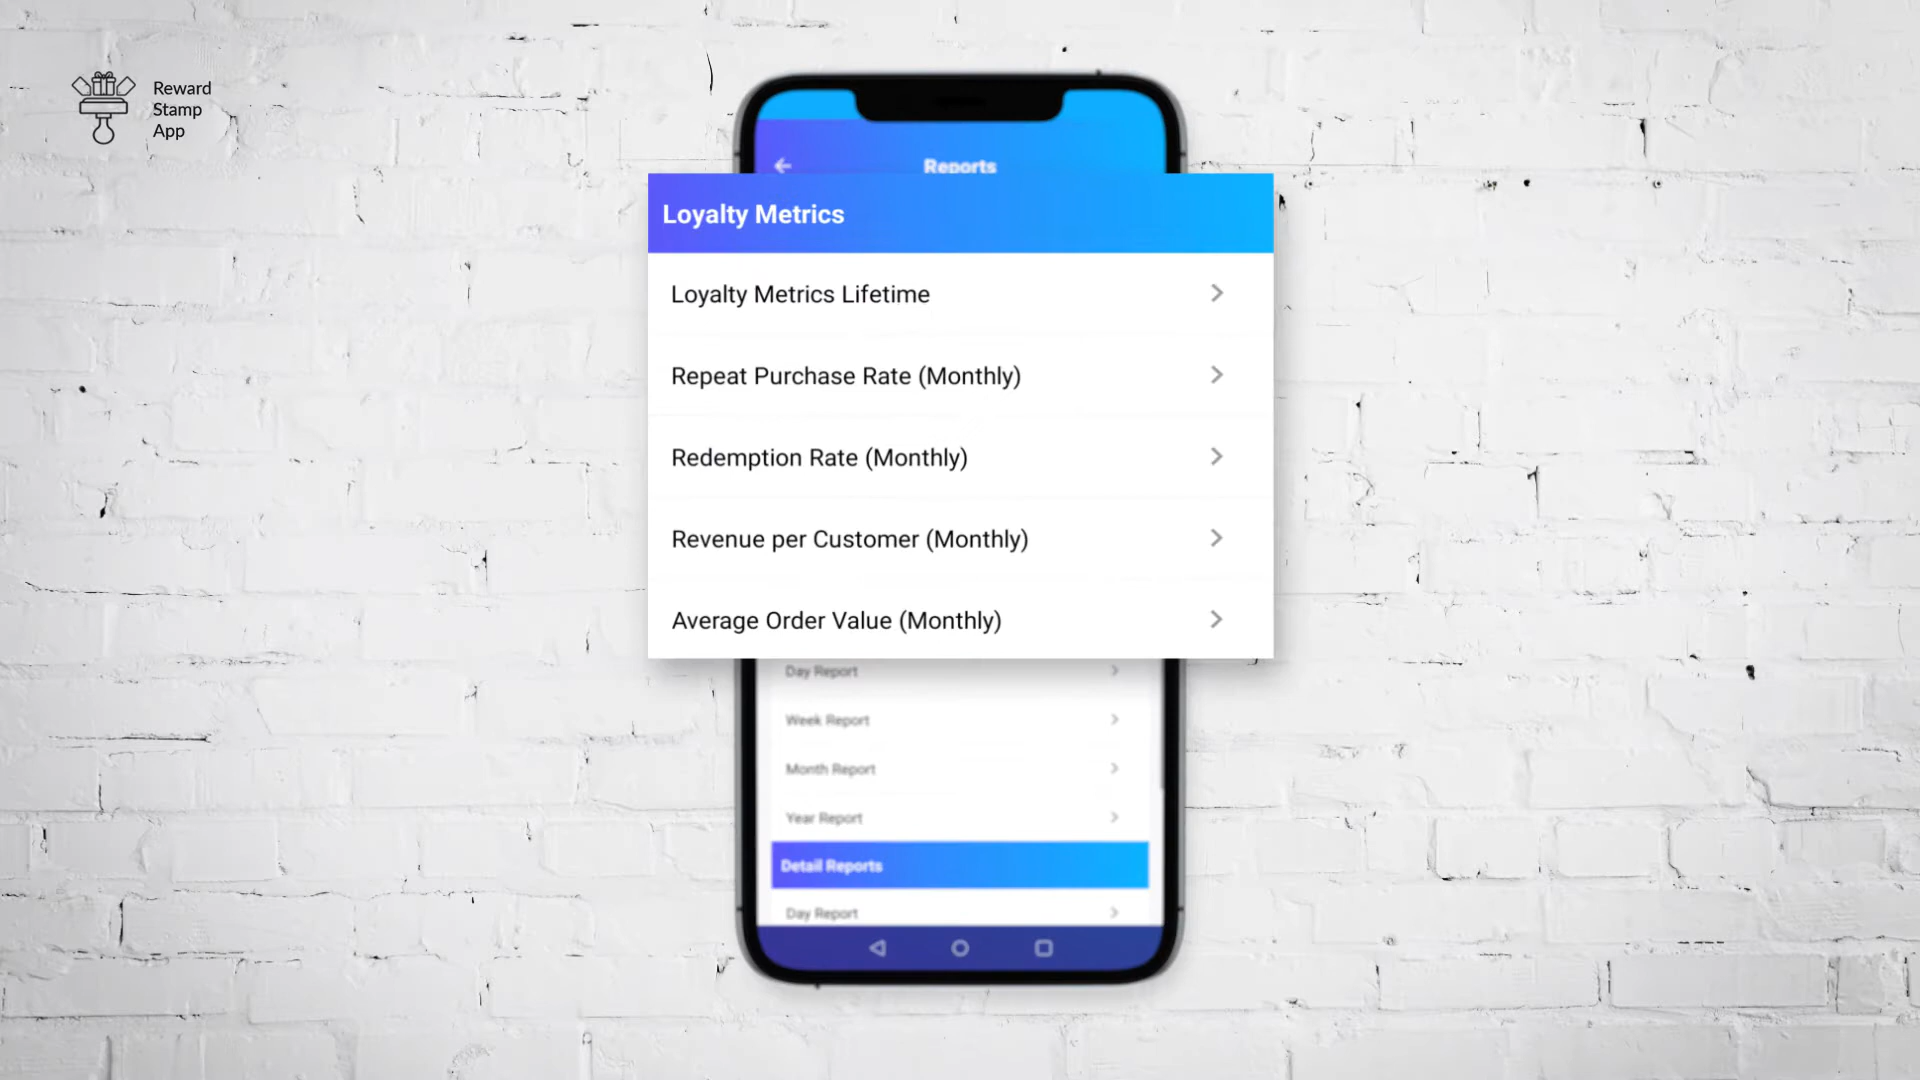 Reward
Stamp
App
Reports
Loyalty Metrics
Loyalty Metrics Lifetime
Repeat Purchase Rate (Monthly)
Redemption Rate (Monthly)
Revenue per Customer (Monthly)
Average Order Value (Monthly)
Day Report
Week Report
Month Report
Year Report
Detail Reports
Day Report